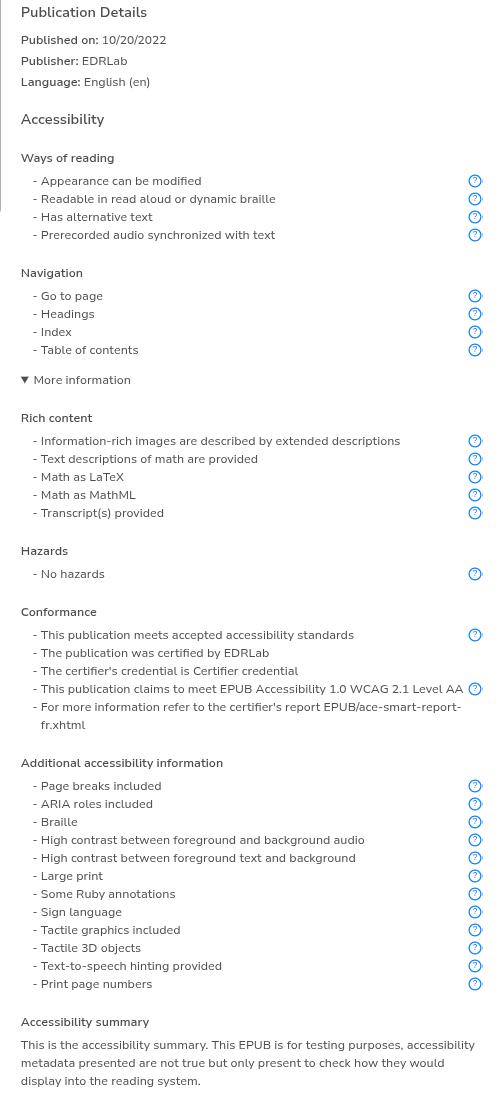 Publication Details
Published on: 10/20/2022
Publisher: EDRLab
Language: English (en)
Accessibility
Ways of reading
- Appearance can be modified
- Readable in read aloud or dynamic braille
- Has alternative text
- Prerecorded audio synchronized with text
Navigation
- Go to page
- Headings
- Index
- Table of contents
▼ More information
Rich content
- Information-rich images are described by extended descriptions
- Text descriptions of math are provided
- Math as LaTeX
- Math as MathML
- Transcript(s) provided
Hazards
- No hazards
Conformance
- This publication meets accepted accessibility standards
- The publication was certified by EDRLab
- The certifier's credential is Certifier credential
- This publication claims to meet EPUB Accessibility 1.0 WCAG 2.1 Level AA
- For more information refer to the certifier's report EPUB/ace-smart-report-
fr.xhtml
Additional accessibility information
- Page breaks included
- ARIA roles included
- Braille
- High contrast between foreground and background audio
- High contrast between foreground text and background
- Large print
- Some Ruby annotations
- Sign language
- Tactile graphics included
- Tactile 3D objects
- Text-to-speech hinting provided
- Print page numbers
Accessibility summary
This is the accessibility summary. This EPUB is for testing purposes, accessibility
metadata presented are not true but only present to check how they would
display into the reading system.